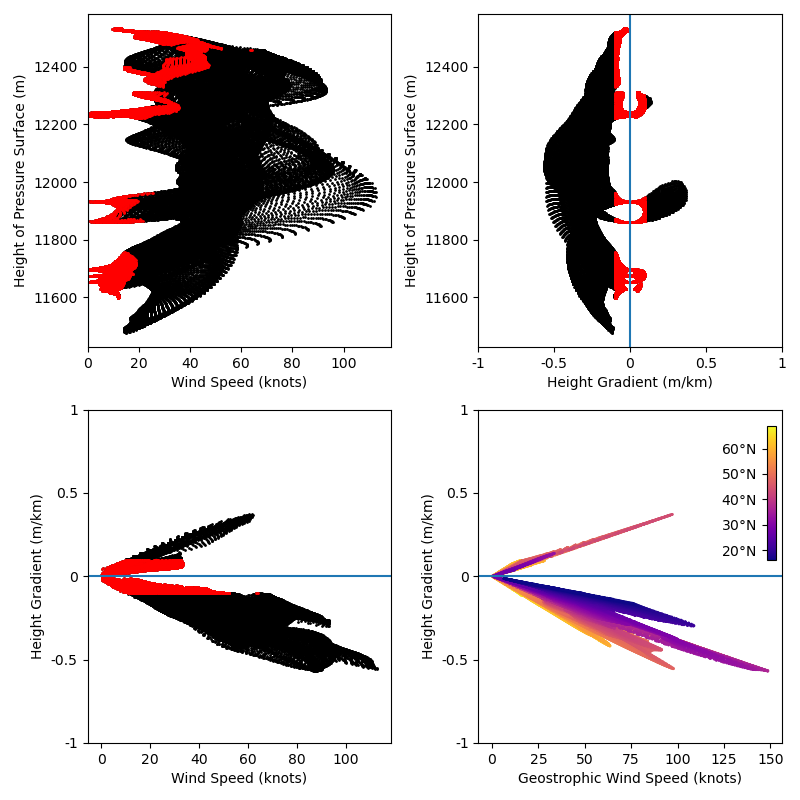 Height of Pressure Surface (m)
12400
12200
12000
11800
11600
0 20 40 60 80 100
Wind Speed (knots)
Height of Pressure Surface (m)
12400
12200
12000
11800
11600
-1 -0.5 0 0.5 1
Height Gradient (m/km)
Height Gradient (m/km)
1
0.5
0
-0.5
-1
0 20 40 60 80 100
Wind Speed (knots)
Height Gradient (m/km)
1
0.5
0
-0.5
-1
60°N
50°N
40°N
30°N
20°N
0 25 50 75 100 125 150
Geostrophic Wind Speed (knots)